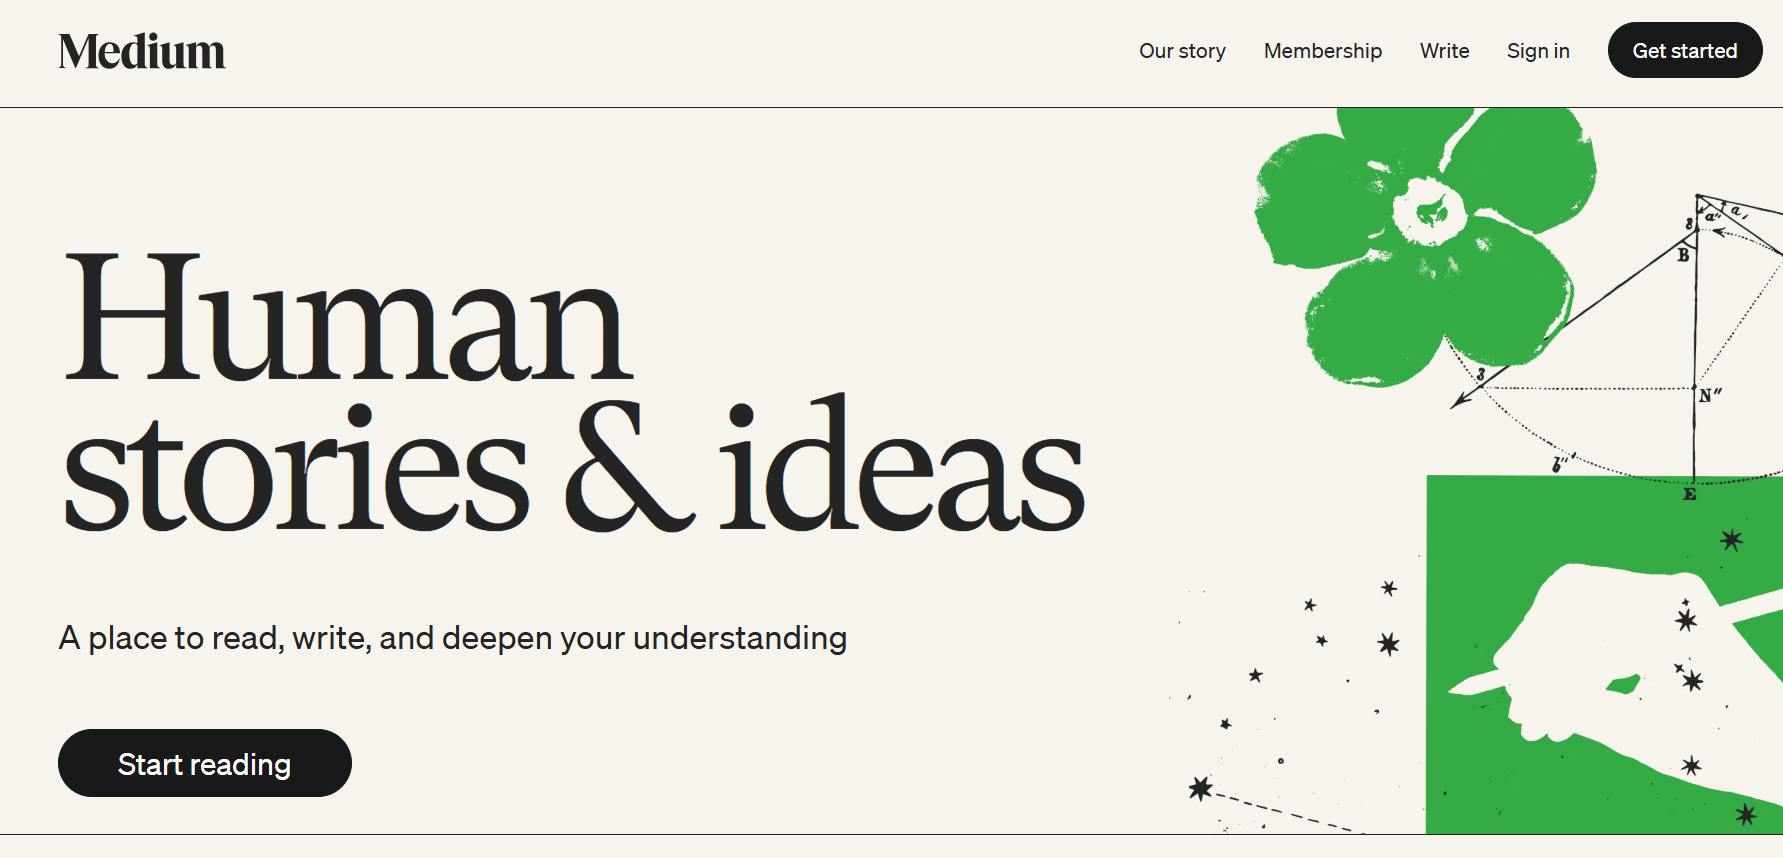 Medium
Our story Membership Write Sign in Get started
Human
stories & ideas
A place to read, write, and deepen your understanding
Start reading
a" a,
B
3
N"
b"'
E